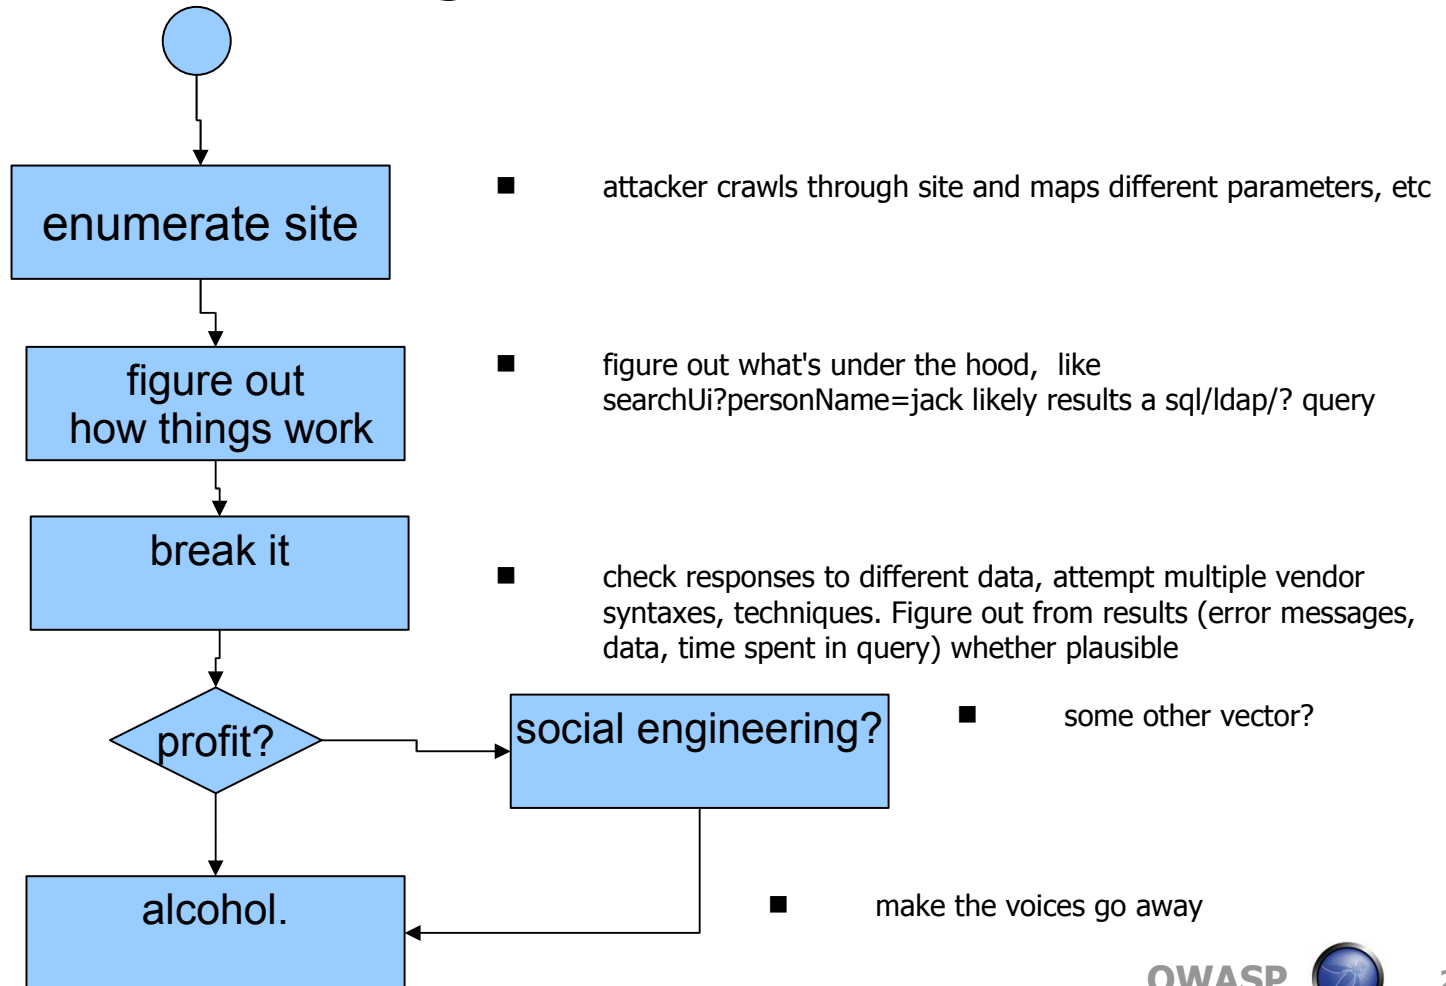 enumerate site
attacker crawls through site and maps different parameters, etc
figure out
how things work
figure out what's under the hood, like
searchUi?personName=jack likely results a sql/ldap/? query
break it
check responses to different data, attempt multiple vendor
syntaxes, techniques. Figure out from results (error messages,
data, time spent in query) whether plausible
profit?
social engineering?
some other vector?
alcohol.
make the voices go away
OWASP